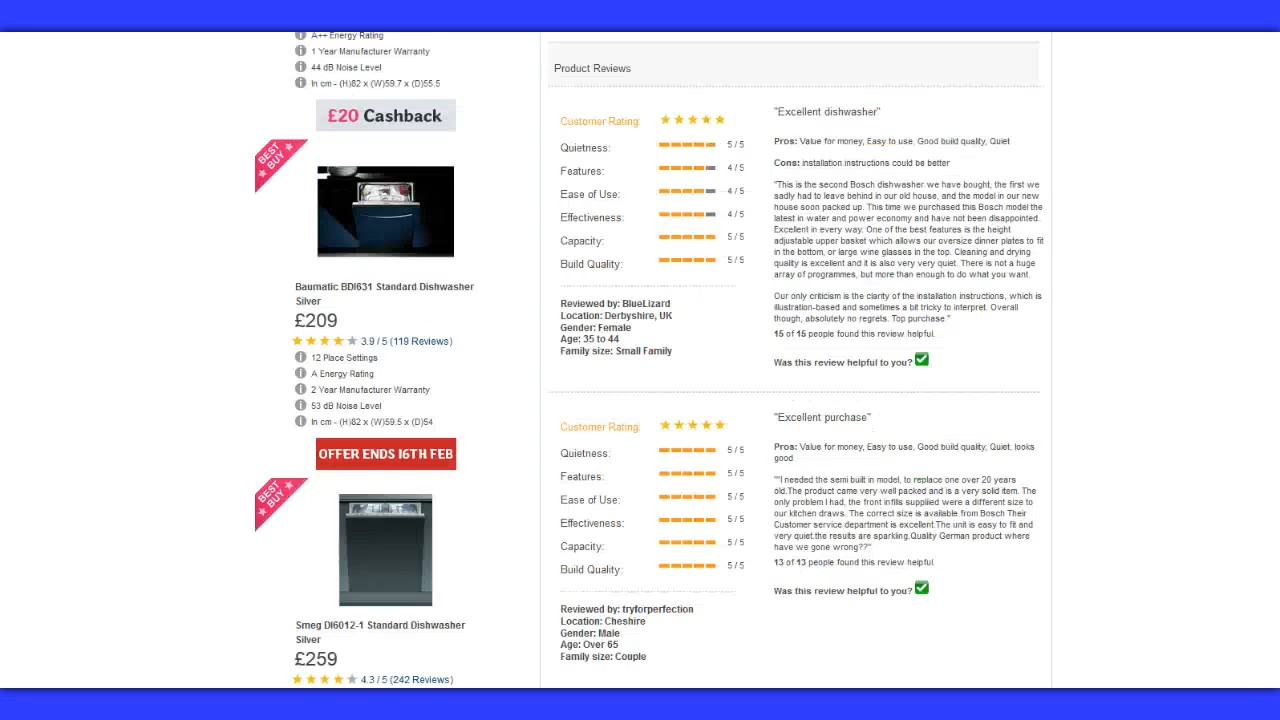 A++ Energy Rating
1 Year Manufacturer Warranty
44 dB Noise Level
In cm - (H)82 x (W)59.7 x (D)55.5
£20 Cashback
BEST BUY
Baumatic BDI631 Standard Dishwasher
Silver
£209
3.9 / 5 (119 Reviews)
12 Place Settings
A Energy Rating
2 Year Manufacturer Warranty
53 dB Noise Level
In cm - (H)82 x (W)59.5 x (D)54
OFFER ENDS 16TH FEB
BEST BUY
Smeg DI6012-1 Standard Dishwasher
Silver
£259
4.3 / 5 (242 Reviews)
Product Reviews
Customer Rating:
Quietness: 5 / 5
Features: 4 / 5
Ease of Use: 4 / 5
Effectiveness: 4 / 5
Capacity: 5 / 5
Build Quality: 5 / 5
Reviewed by: BlueLizard
Location: Derbyshire, UK
Gender: Female
Age: 35 to 44
Family size: Small Family
"Excellent dishwasher"
Pros: Value for money, Easy to use, Good build quality, Quiet
Cons: installation instructions could be better
"This is the second Bosch dishwasher we have bought, the first we
sadly had to leave behind in our old house, and the model in our new
house soon packed up. This time we purchased this Bosch model the
latest in water and power economy and have not been disappointed.
Excellent in every way. One of the best features is the height
adjustable upper basket which allows our oversize dinner plates to fit
in the bottom, or large wine glasses in the top. Cleaning and drying
quality is excellent and it is also very very quiet. There is not a huge
array of programmes, but more than enough to do what you want.
Our only criticism is the clarity of the installation instructions, which is
illustration-based and sometimes a bit tricky to interpret. Overall
though, absolutely no regrets. Top purchase."
15 of 15 people found this review helpful.
Was this review helpful to you?
Customer Rating:
Quietness: 5 / 5
Features: 5 / 5
Ease of Use: 5 / 5
Effectiveness: 5 / 5
Capacity: 5 / 5
Build Quality: 5 / 5
Reviewed by: tryforperfection
Location: Cheshire
Gender: Male
Age: Over 65
Family size: Couple
"Excellent purchase"
Pros: Value for money, Easy to use, Good build quality, Quiet, looks
good
""I needed the semi built in model, to replace one over 20 years
old.The product came very well packed and is a very solid item. The
only problem I had, the front infills supplied were a different size to
our kitchen draws. The correct size is available from Bosch Their
Customer service department is excellent.The unit is easy to fit and
very quiet.the results are sparkling.Quality German product where
have we gone wrong??"
13 of 13 people found this review helpful.
Was this review helpful to you?